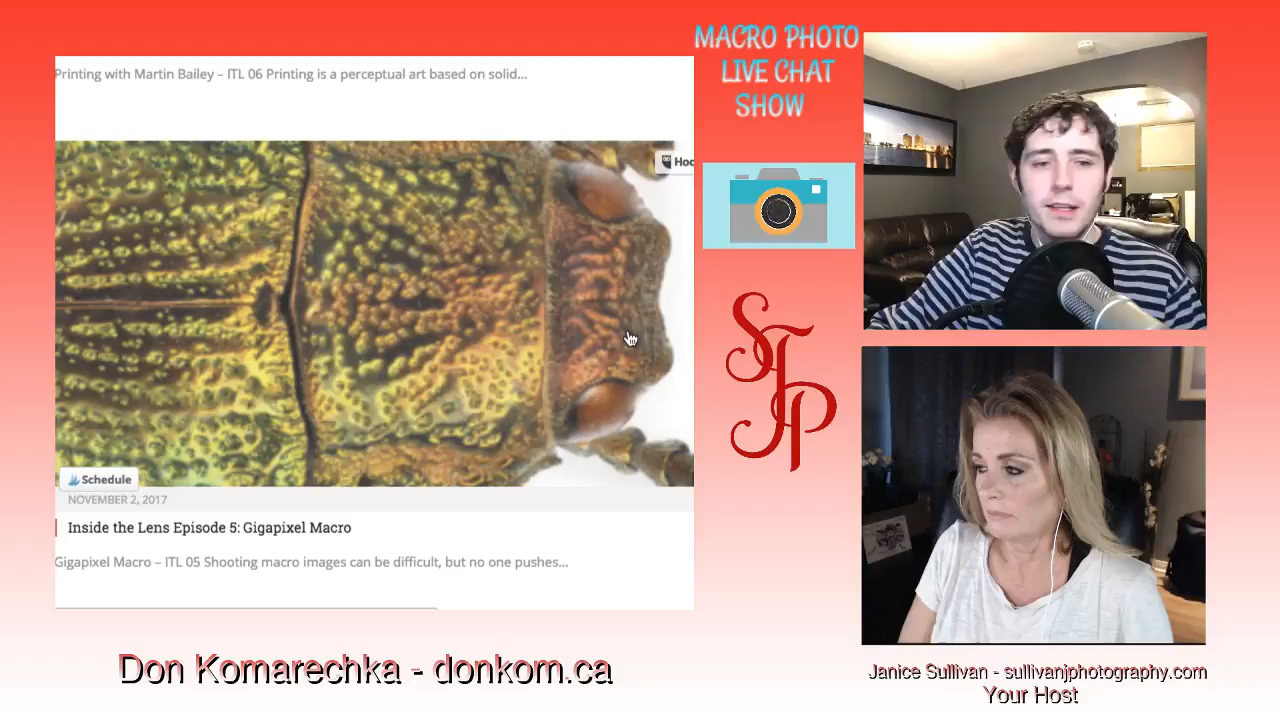 Printing with Martin Bailey – ITL 06 Printing is a perceptual art based on solid...
MACRO PHOTO
LIVE CHAT
SHOW
Hoo
STJP
Schedule
NOVEMBER 2, 2017
Inside the Lens Episode 5: Gigapixel Macro
Gigapixel Macro – ITL 05 Shooting macro images can be difficult, but no one pushes...
Don Komarechka - donkom.ca
Janice Sullivan - sullivanjphotography.com
Your Host